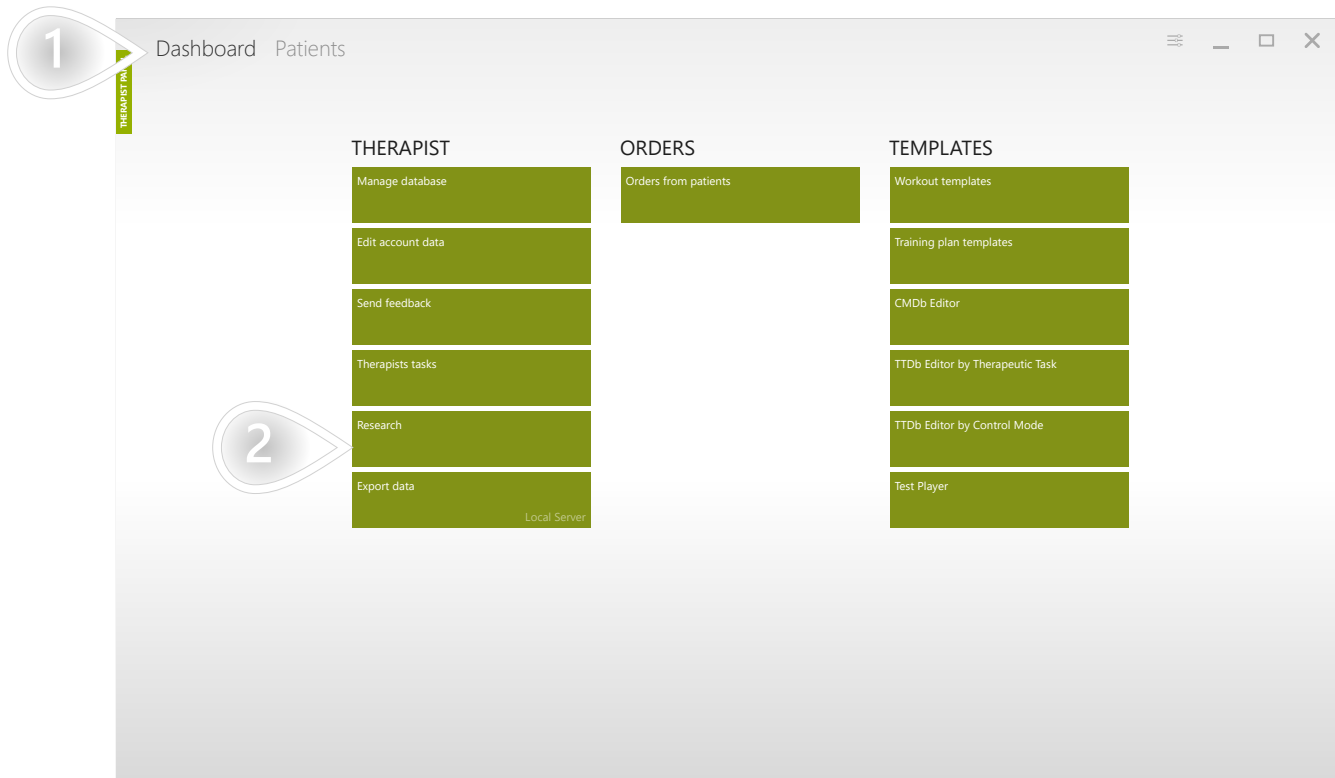 1
Dashboard Patients
THERAPIST
THERAPIST
Manage database
Edit account data
Send feedback
Therapists tasks
2
Research
Export data
Local Server
ORDERS
Orders from patients
TEMPLATES
Workout templates
Training plan templates
CMDb Editor
TTDb Editor by Therapeutic Task
TTDb Editor by Control Mode
Test Player